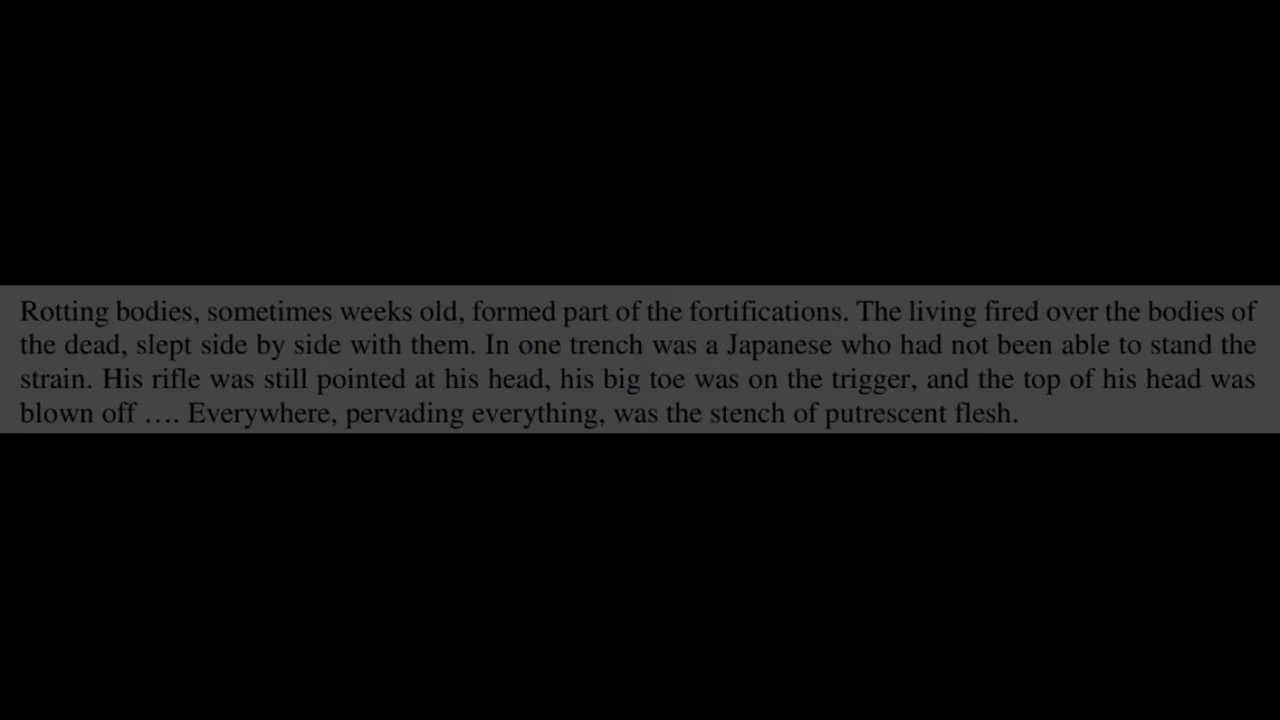 Rotting bodies, sometimes weeks old, formed part of the fortifications. The living fired over the bodies of
the dead, slept side by side with them. In one trench was a Japanese who had not been able to stand the
strain. His rifle was still pointed at his head, his big toe was on the trigger, and the top of his head was
blown off …. Everywhere, pervading everything, was the stench of putrescent flesh.